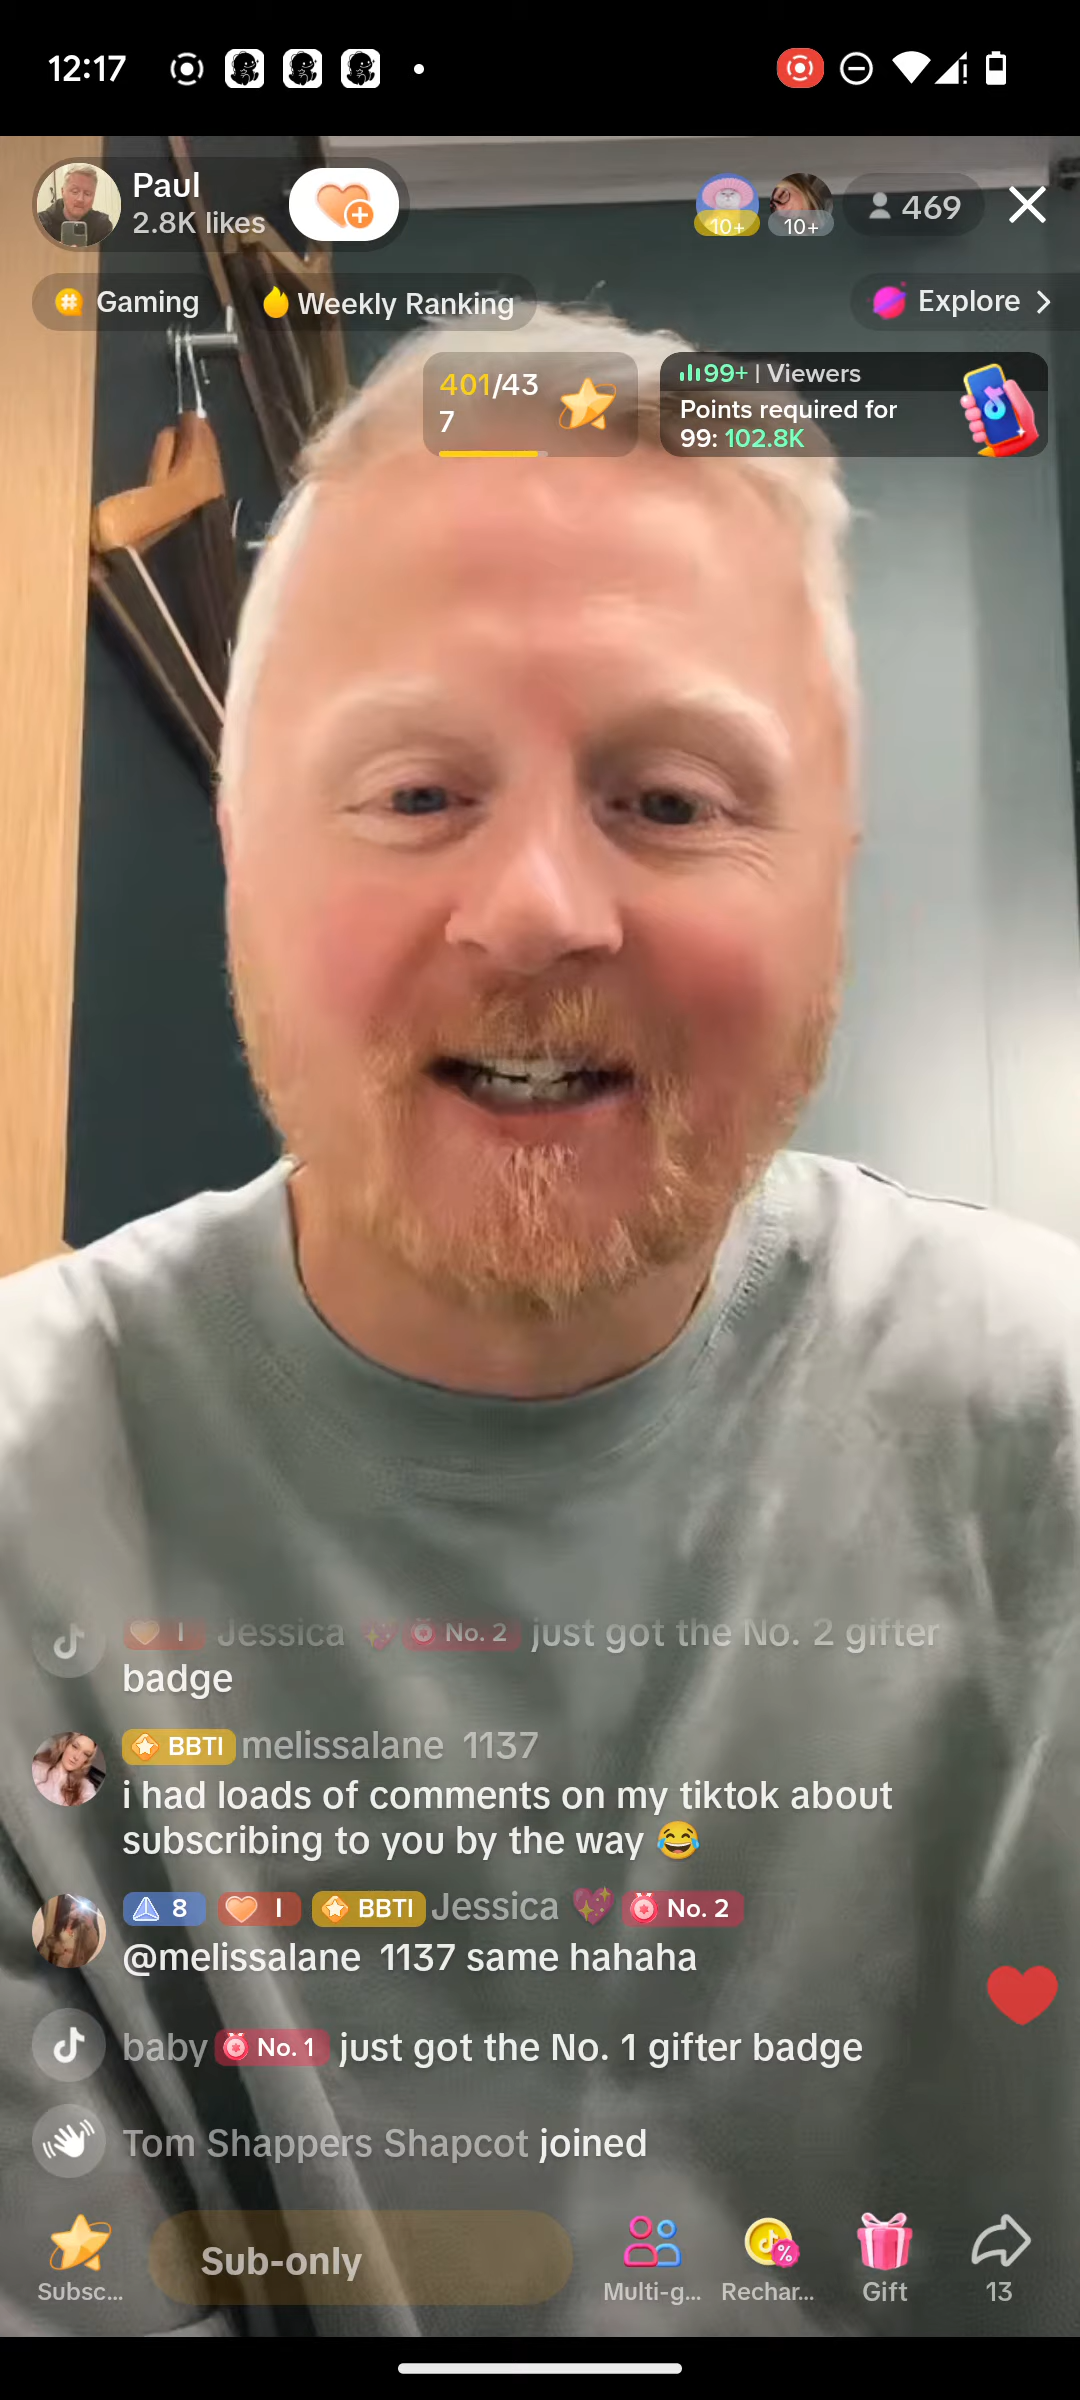 12:17
Paul
2.8K likes
10+
10+
469
Gaming
Weekly Ranking
Explore
401/43
7
99+ | Viewers
Points required for
99: 102.8K
I Jessica No. 2 just got the No. 2 gifter
badge
BBTI melissalane 1137
i had loads of comments on my tiktok about
subscribing to you by the way 😂
8 I BBTI Jessica 💖 No. 2
@melissalane 1137 same hahaha
baby No. 1 just got the No. 1 gifter badge
Tom Shappers Shapcot joined
Sub-only
Subsc...
Multi-g...
Rechar...
Gift
13